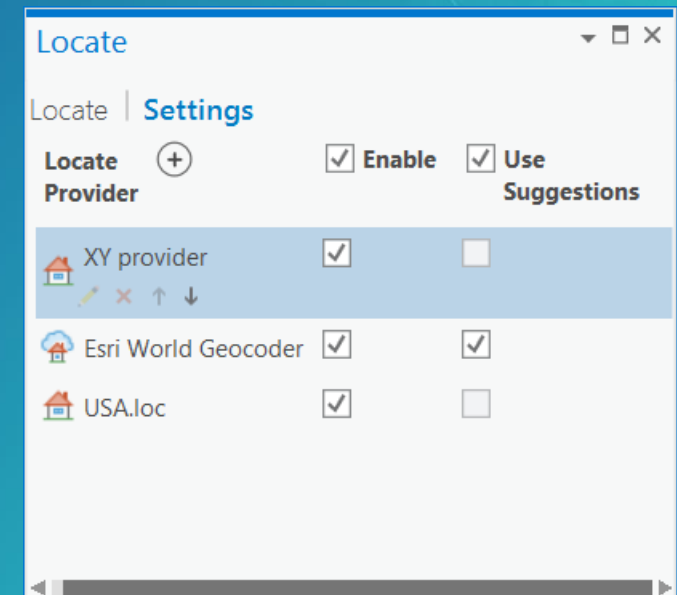 Locate
Locate | Settings
Locate Provider Enable Use Suggestions
XY provider
Esri World Geocoder
USA.loc